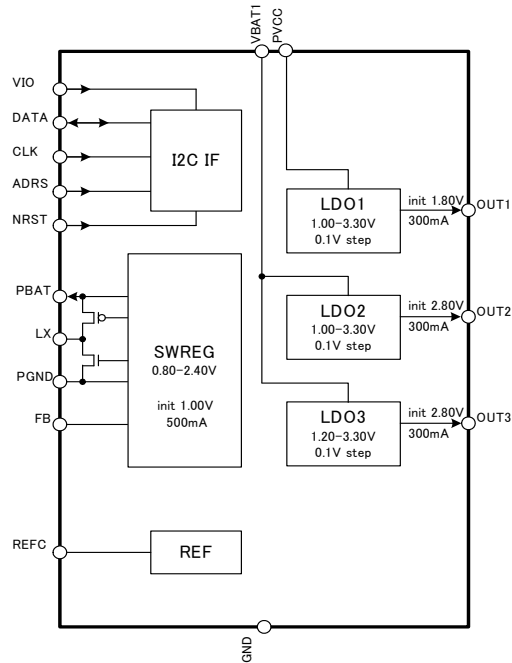 VBAT1
PVCC
VIO
DATA
CLK
ADRS
NRST
I2C IF
LDO1
1.00-3.30V
0.1V step
init 1.80V
300mA
OUT1
PBAT
LX
PGND
FB
SWREG
0.80-2.40V
init 1.00V
500mA
LDO2
1.00-3.30V
0.1V step
init 2.80V
300mA
OUT2
LDO3
1.20-3.30V
0.1V step
init 2.80V
300mA
OUT3
REFC
REF
GND